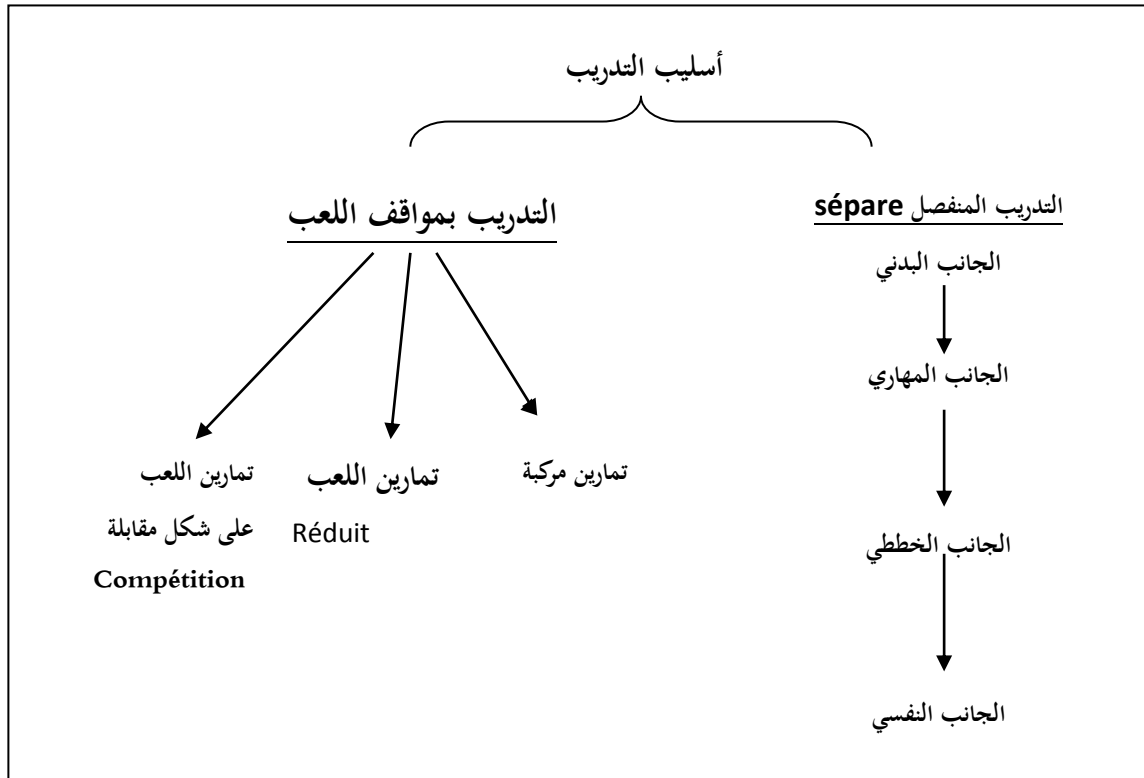 أسليب التدريب
التدريب المنفصل sépare
التدريب بمواقف اللعب
الجانب البدني
الجانب المهاري
الجانب الخططي
الجانب النفسي
تمارين مركبة
تمارين اللعب
Réduit
تمارين اللعب
على شكل مقابلة
Compétition